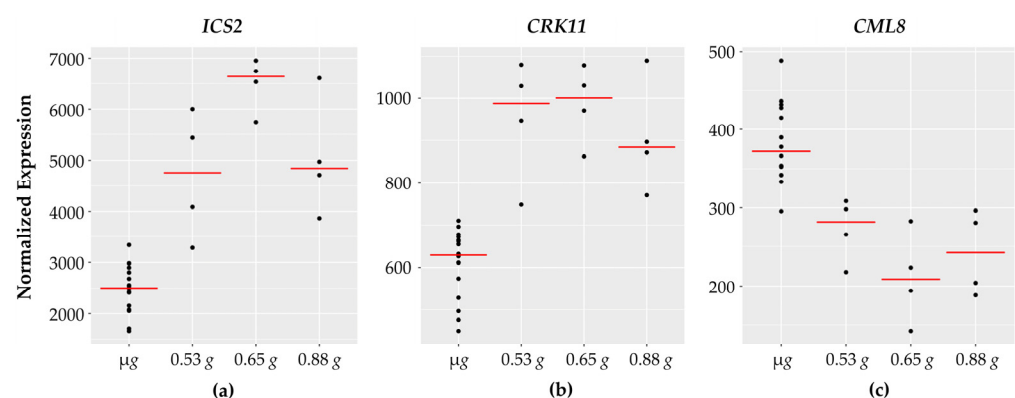 ICS2
CRK11
CML8
Normalized Expression
7000
6000
5000
4000
3000
2000
μg 0.53 g 0.65 g 0.88 g
(a)
1000
800
600
μg 0.53 g 0.65 g 0.88 g
(b)
500
400
300
200
μg 0.53 g 0.65 g 0.88 g
(c)